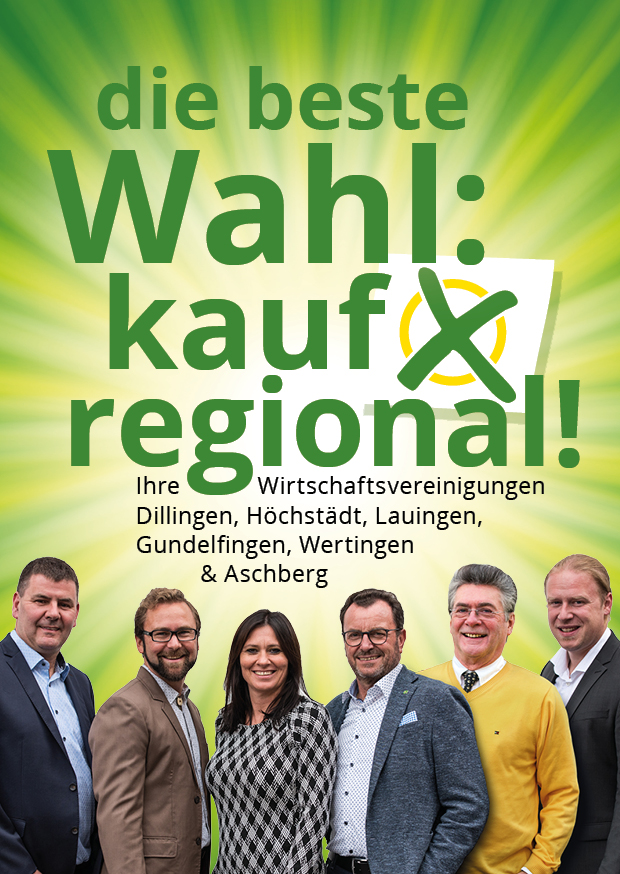 die beste
Wahl:
kauf
regional!
Ihre Wirtschaftsvereinigungen
Dillingen, Höchstädt, Lauingen,
Gundelfingen, Wertingen
& Aschberg